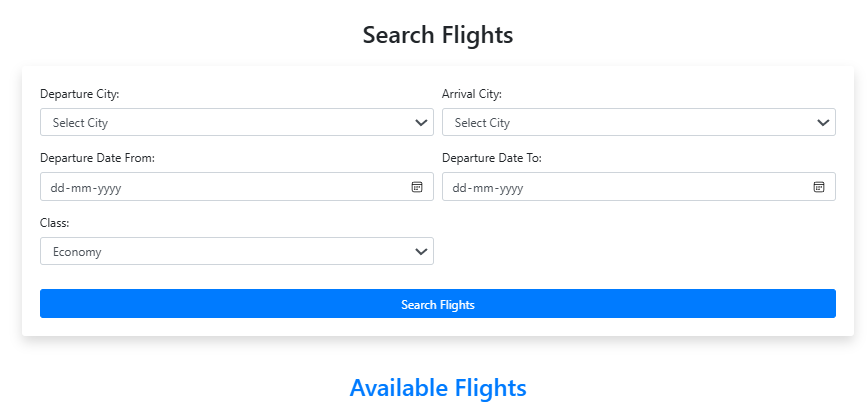 Search Flights
Departure City: Arrival City:
Select City Select City
Departure Date From: Departure Date To:
dd-mm-yyyy dd-mm-yyyy
Class:
Economy
Search Flights
Available Flights